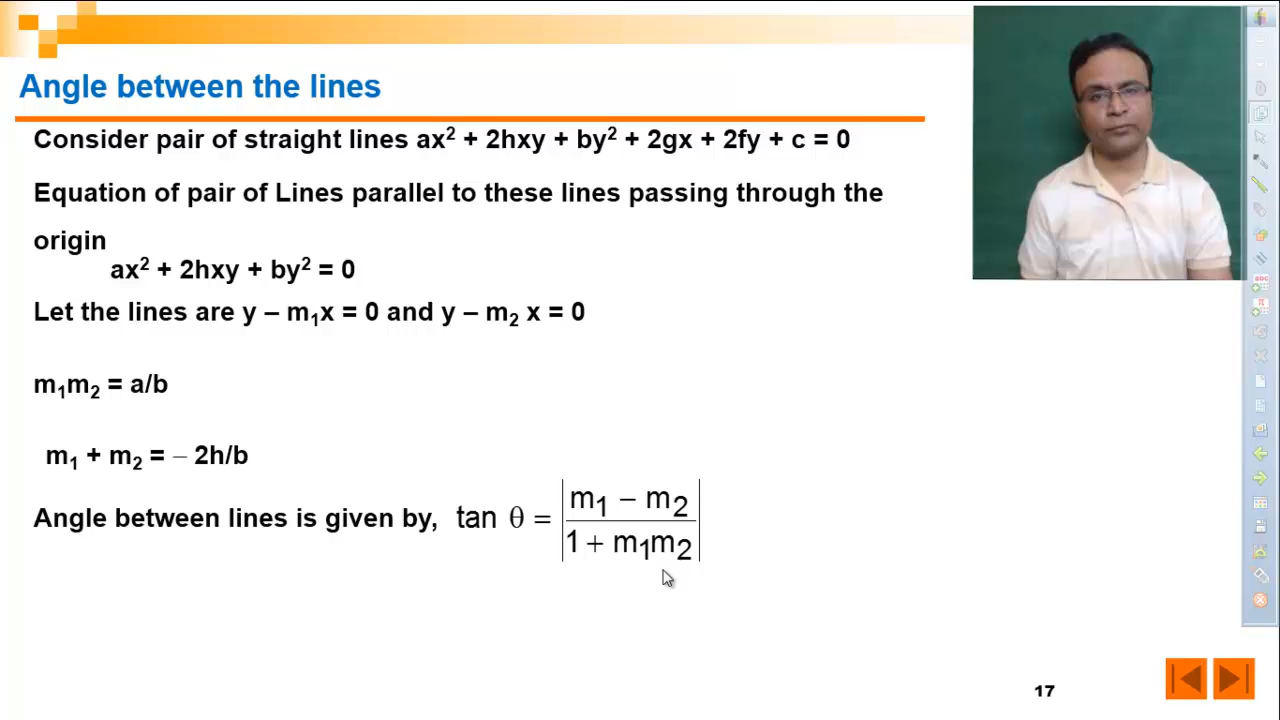 Angle between the lines
Consider pair of straight lines ax² + 2hxy + by² + 2gx + 2fy + c = 0
Equation of pair of Lines parallel to these lines passing through the
origin
ax² + 2hxy + by² = 0
Let the lines are y – m₁x = 0 and y – m₂ x = 0
m₁m₂ = a/b
m₁ + m₂ = – 2h/b
Angle between lines is given by, tan θ = |(m₁ – m₂)/(1 + m₁m₂)|
17